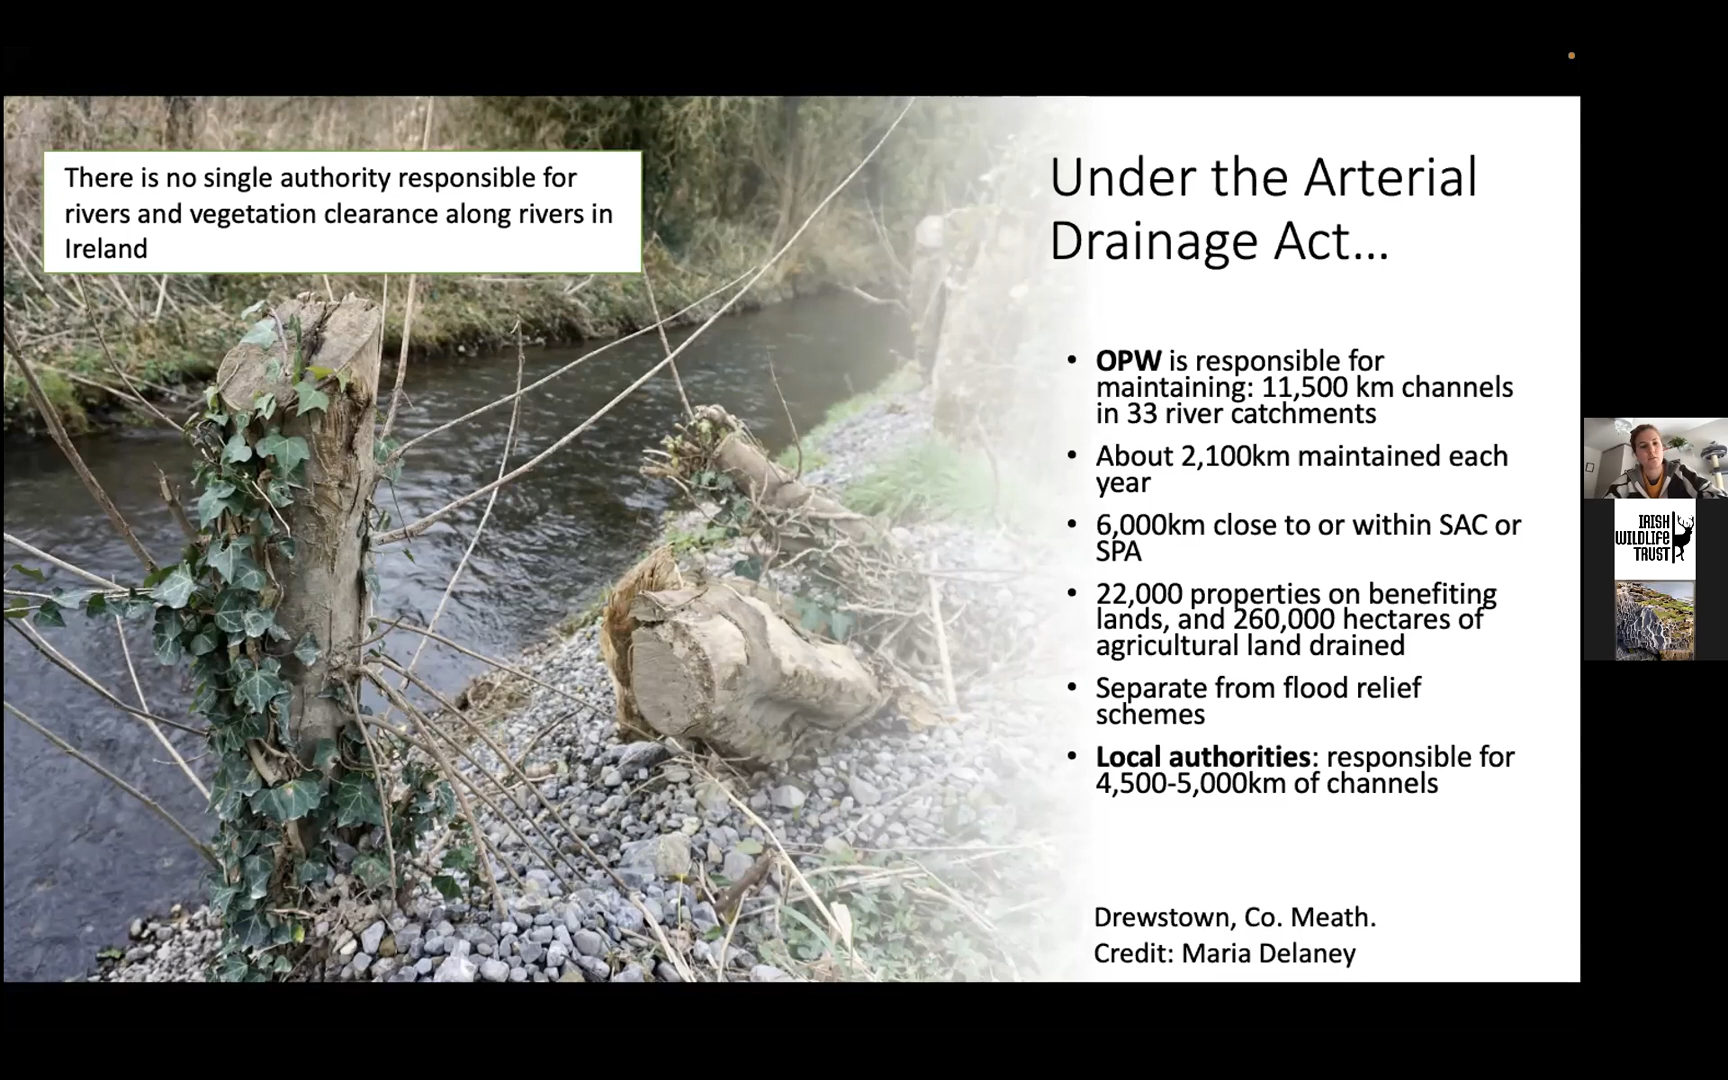 There is no single authority responsible for
rivers and vegetation clearance along rivers in
Ireland
Under the Arterial
Drainage Act...
• OPW is responsible for
maintaining: 11,500 km channels
in 33 river catchments
• About 2,100km maintained each
year
• 6,000km close to or within SAC or
SPA
• 22,000 properties on benefiting
lands, and 260,000 hectares of
agricultural land drained
• Separate from flood relief
schemes
• Local authorities: responsible for
4,500-5,000km of channels
Drewstown, Co. Meath.
Credit: Maria Delaney
IRISH
WILDLIFE
TRUST